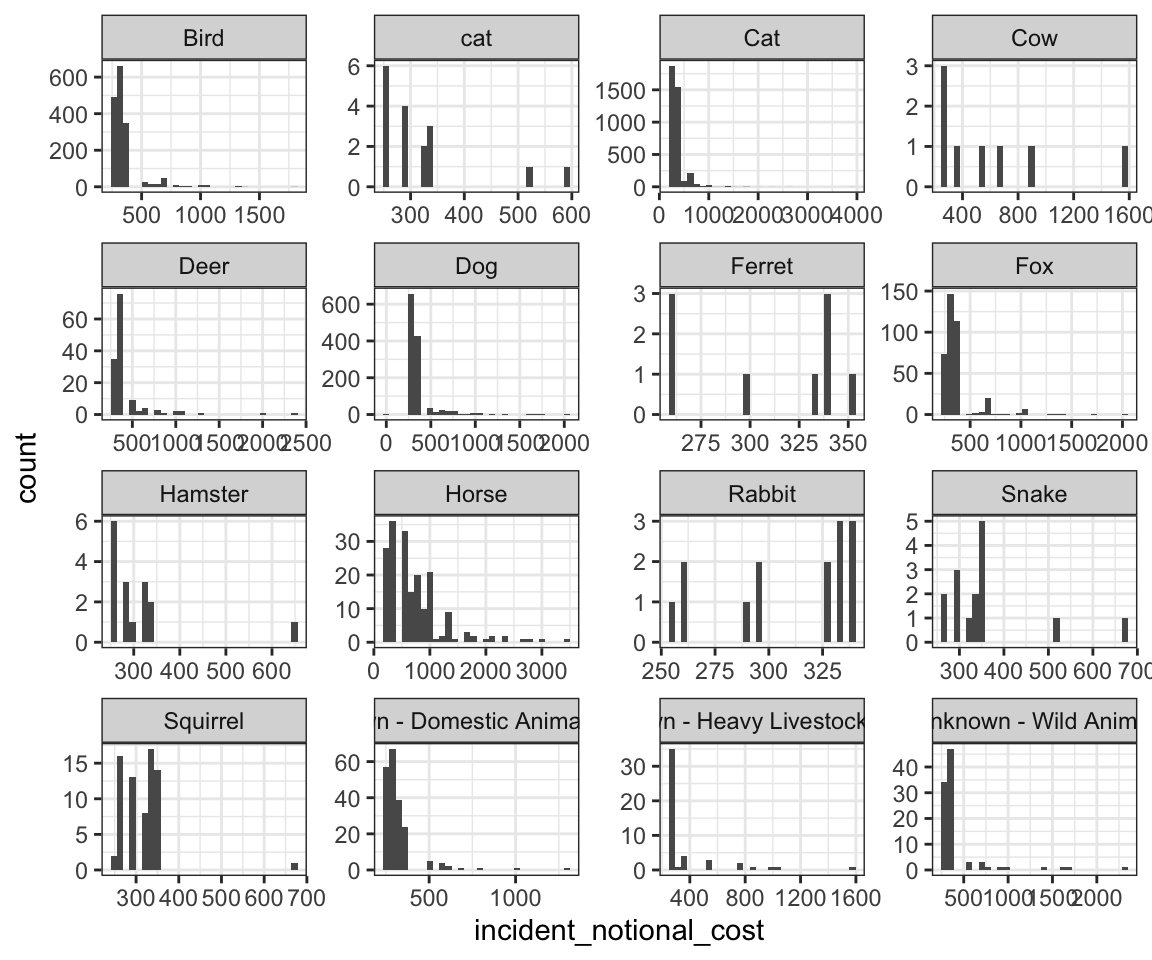 Bird cat Cat Cow
600 400 200 0
6 4 2 0
1500 1000 500 0
3 2 1 0
500 1000 1500
300 400 500 600
0 1000 2000 3000 4000
400 800 1200 1600
Deer Dog Ferret Fox
60 40 20 0
600 400 200 0
3 2 1 0
150 100 50 0
500 1000 1500 2000 2500
0 500 1000 1500 2000
275 300 325 350
500 1000 1500 2000
count
Hamster Horse Rabbit Snake
6 4 2 0
30 20 10 0
3 2 1 0
5 4 3 2 1 0
300 400 500 600
0 1000 2000 3000
250 275 300 325
300 400 500 600 700
Squirrel wn - Domestic Anima wn - Heavy Livestock nknown - Wild Anim
15 10 5 0
60 40 20 0
30 20 10 0
40 30 20 10 0
300 400 500 600 700
500 1000
400 800 1200 1600
500 1000 1500 2000
incident_notional_cost